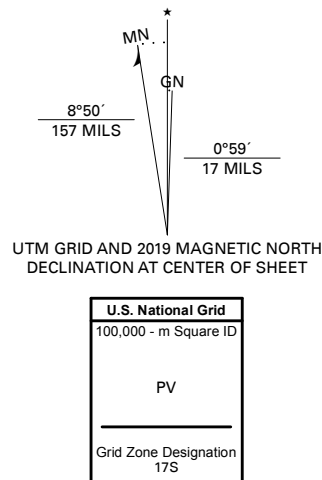 MN
GN
8°50´
157 MILS
0°59´
17 MILS
UTM GRID AND 2019 MAGNETIC NORTH
DECLINATION AT CENTER OF SHEET
U.S. National Grid
100,000 - m Square ID
PV
Grid Zone Designation
17S